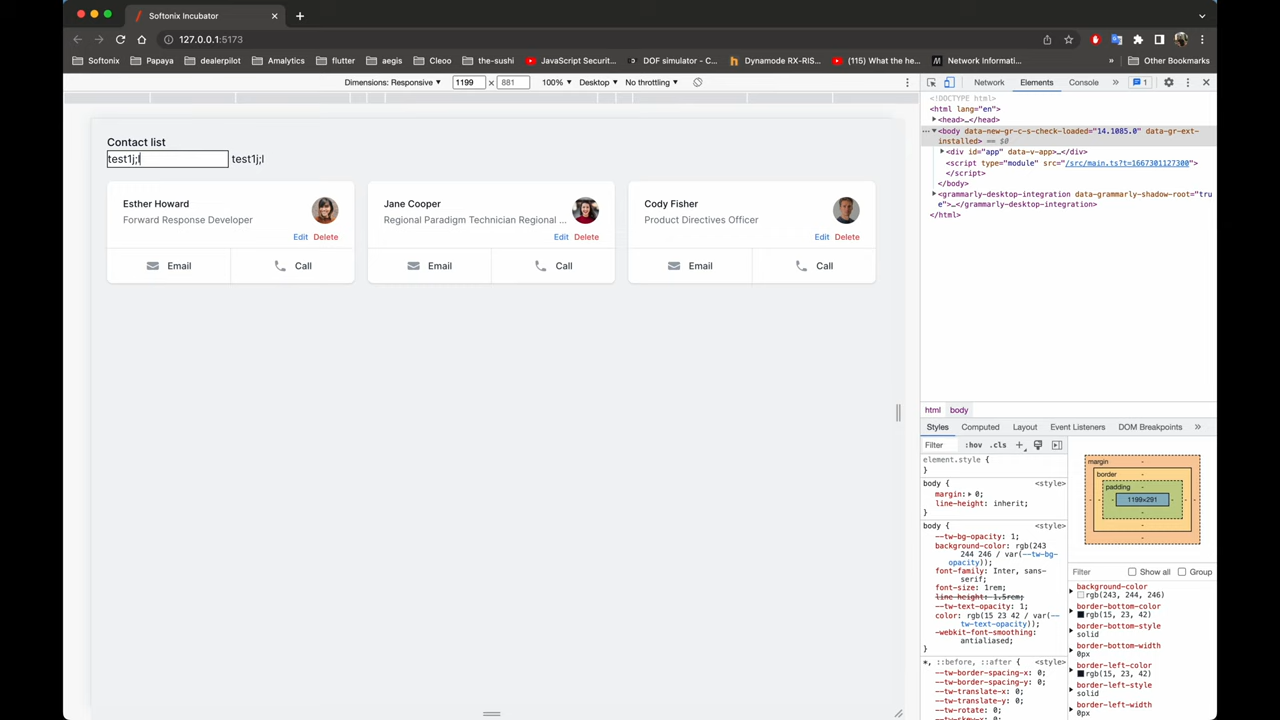 Softonix Incubator
127.0.0.1:5173
Softonix
Papaya
dealerpilot
Analytics
flutter
aegis
Cleoo
the-sushi
JavaScript Securit...
DOF simulator - C...
Dynamode RX-RIS...
(115) What the he...
Network Informati...
»
Other Bookmarks
Dimensions: Responsive
1199 × 881
100%
Desktop
No throttling
Network
Elements
Console
»
1
Contact list
test1j;l
test1j;l
Esther Howard
Forward Response Developer
Edit Delete
Email
Call
Jane Cooper
Regional Paradigm Technician Regional ...
Edit Delete
Email
Call
Cody Fisher
Product Directives Officer
Edit Delete
Email
Call
<!DOCTYPE html>
<html lang="en">
<head>…</head>
<body data-new-gr-c-s-check-loaded="14.1085.0" data-gr-ext-
installed> == $0
<div id="app" data-v-app>…</div>
<script type="module" src="/src/main.ts?t=1667301127300">
</script>
</body>
<grammarly-desktop-integration data-grammarly-shadow-root="tru
e">…</grammarly-desktop-integration>
</html>
html body
Styles
Computed
Layout
Event Listeners
DOM Breakpoints
»
Filter
:hov .cls +
element.style {
}
body { <style>
margin: 0;
line-height: inherit;
}
body { <style>
--tw-bg-opacity: 1;
background-color: rgb(243
244 246 / var(--tw-bg-
opacity));
font-family: Inter, sans-
serif;
font-size: 1rem;
line-height: 1.5rem;
--tw-text-opacity: 1;
color: rgb(15 23 42 / var(--
tw-text-opacity));
-webkit-font-smoothing:
antialiased;
}
*, ::before, ::after { <style>
--tw-border-spacing-x: 0;
--tw-border-spacing-y: 0;
--tw-translate-x: 0;
--tw-translate-y: 0;
--tw-rotate: 0;
--tw-skew-x: 0;
margin -
border -
padding -
- - - 1199×291 - - -
-
-
-
Filter
Show all
Group
background-color
rgb(243, 244, 246)
border-bottom-color
rgb(15, 23, 42)
border-bottom-style
solid
border-bottom-width
0px
border-left-color
rgb(15, 23, 42)
border-left-style
solid
border-left-width
0px